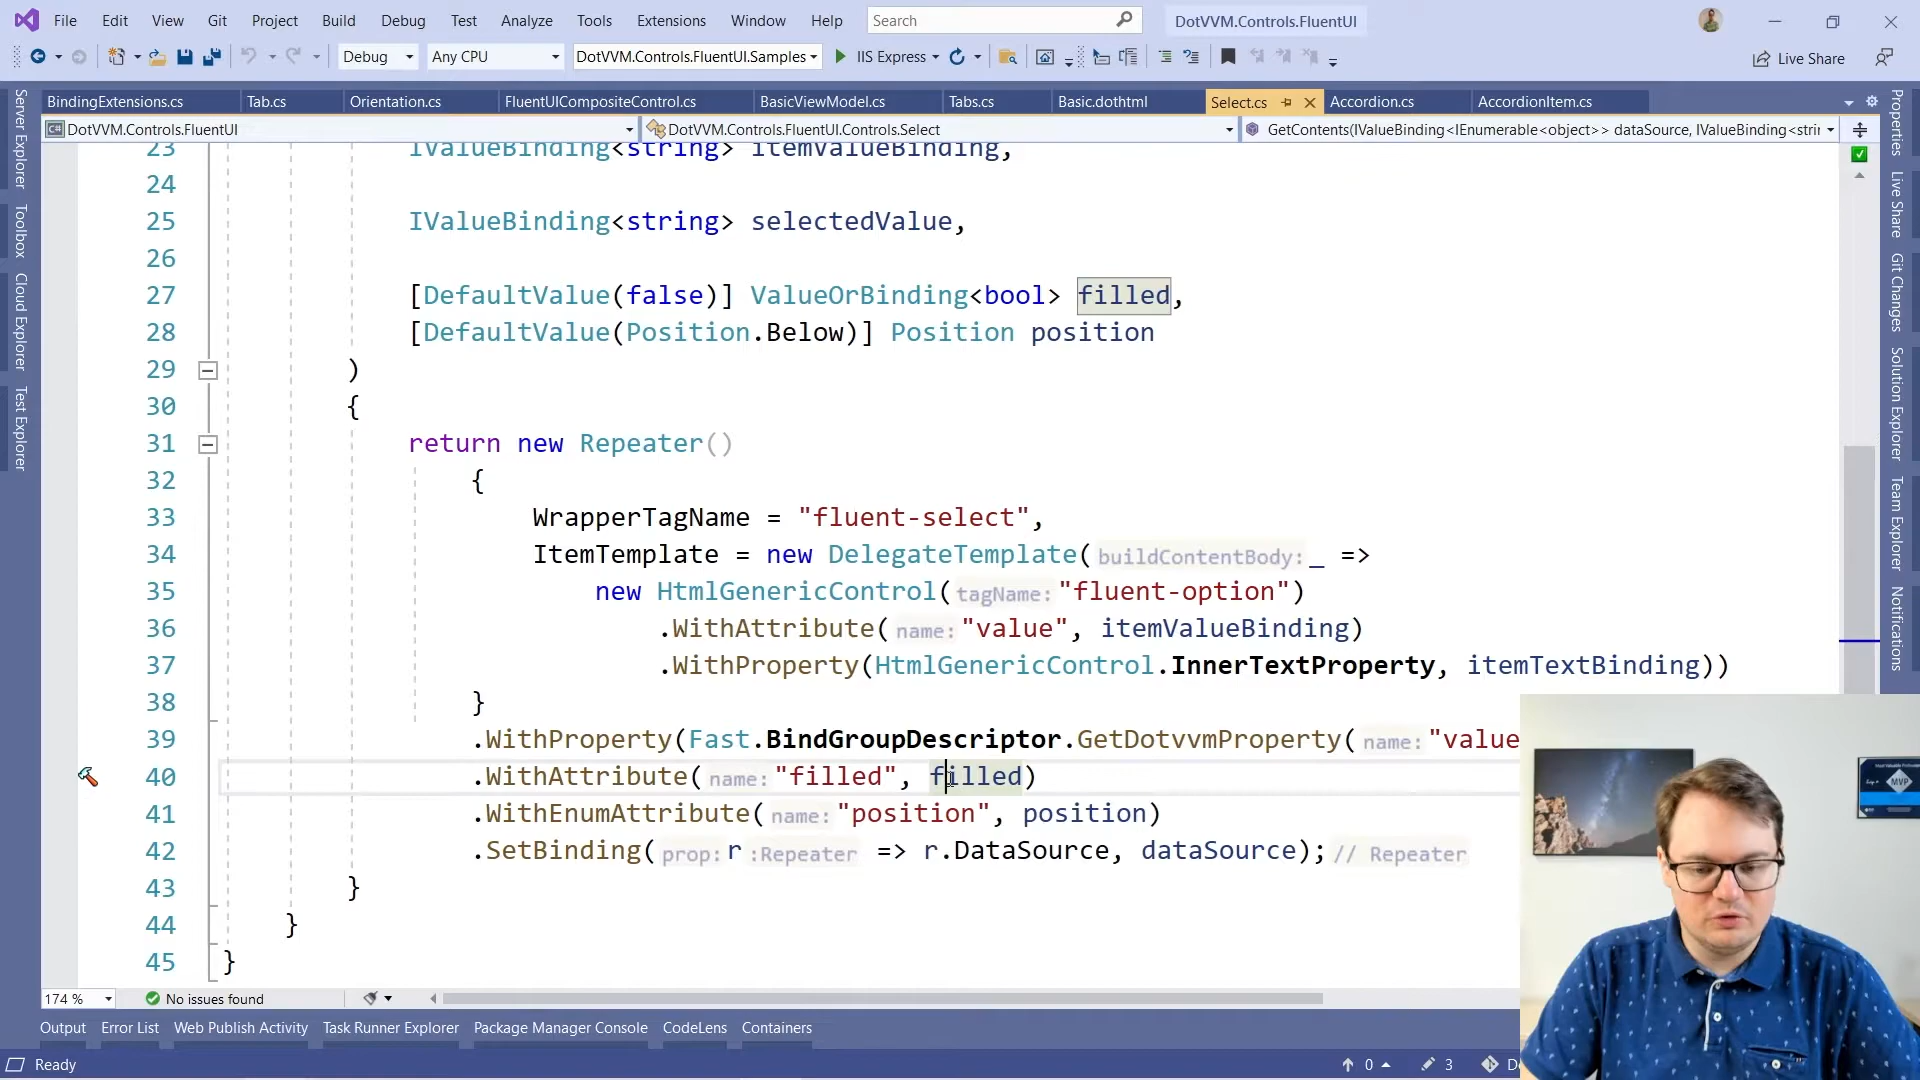 File Edit View Git Project Build Debug Test Analyze Tools Extensions Window Help Search DotVVM.Controls.FluentUI
Debug Any CPU DotVVM.Controls.FluentUI.Samples IIS Express Live Share
BindingExtensions.cs Tab.cs Orientation.cs FluentUICompositeControl.cs BasicViewModel.cs Tabs.cs Basic.dothtml Select.cs Accordion.cs AccordionItem.cs
DotVVM.Controls.FluentUI DotVVM.Controls.FluentUI.Controls.Select GetContents(IValueBinding<IEnumerable<object>> dataSource, IValueBinding<strir
Server Explorer
Toolbox
Cloud Explorer
Test Explorer
23 IValueBinding<string> itemValueBinding,
24
25 IValueBinding<string> selectedValue,
26
27 [DefaultValue(false)] ValueOrBinding<bool> filled,
28 [DefaultValue(Position.Below)] Position position
29 )
30 {
31 return new Repeater()
32 {
33 WrapperTagName = "fluent-select",
34 ItemTemplate = new DelegateTemplate( buildContentBody: _ =>
35 new HtmlGenericControl( tagName: "fluent-option")
36 .WithAttribute( name: "value", itemValueBinding)
37 .WithProperty(HtmlGenericControl.InnerTextProperty, itemTextBinding))
38 }
39 .WithProperty(Fast.BindGroupDescriptor.GetDotvvmProperty( name: "value
40 .WithAttribute( name: "filled", filled)
41 .WithEnumAttribute( name: "position", position)
42 .SetBinding( prop: r :Repeater => r.DataSource, dataSource); // Repeater
43 }
44 }
45 }
Properties
Live Share
Git Changes
Solution Explorer
Team Explorer
Notifications
MVP
174 % No issues found
Output Error List Web Publish Activity Task Runner Explorer Package Manager Console CodeLens Containers
Ready 0 3